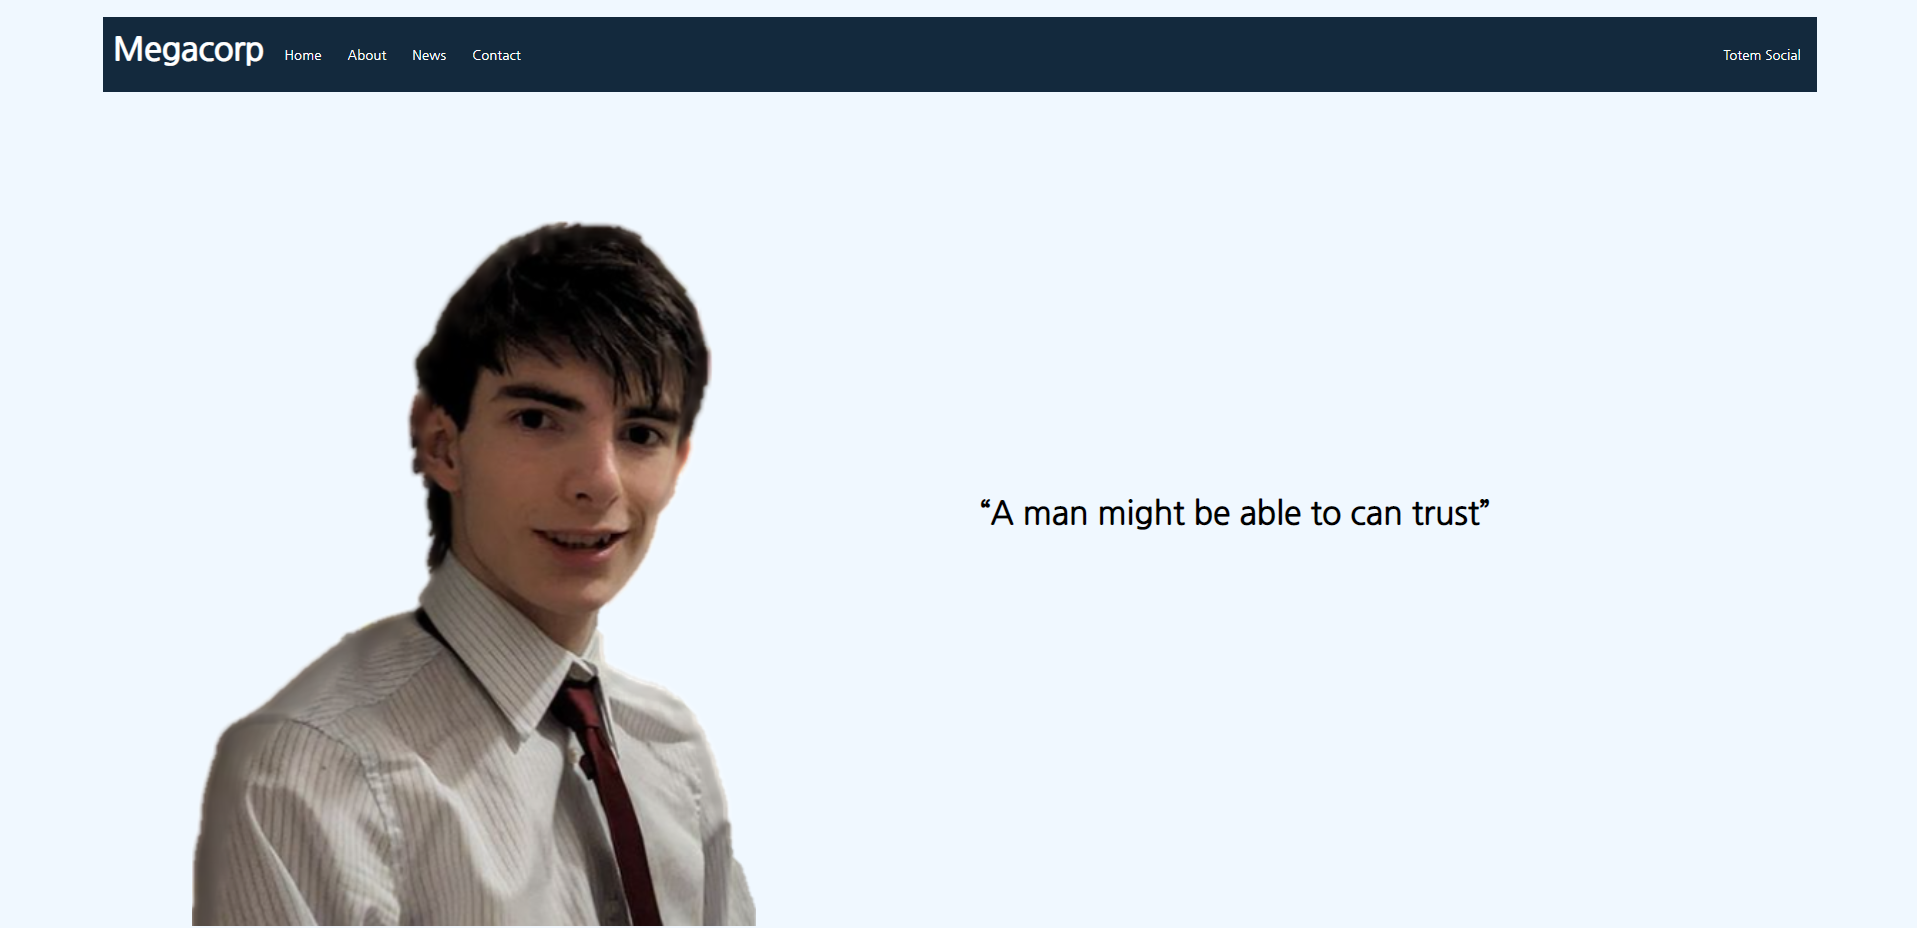 Megacorp Home About News Contact Totem Social
“A man might be able to can trust”